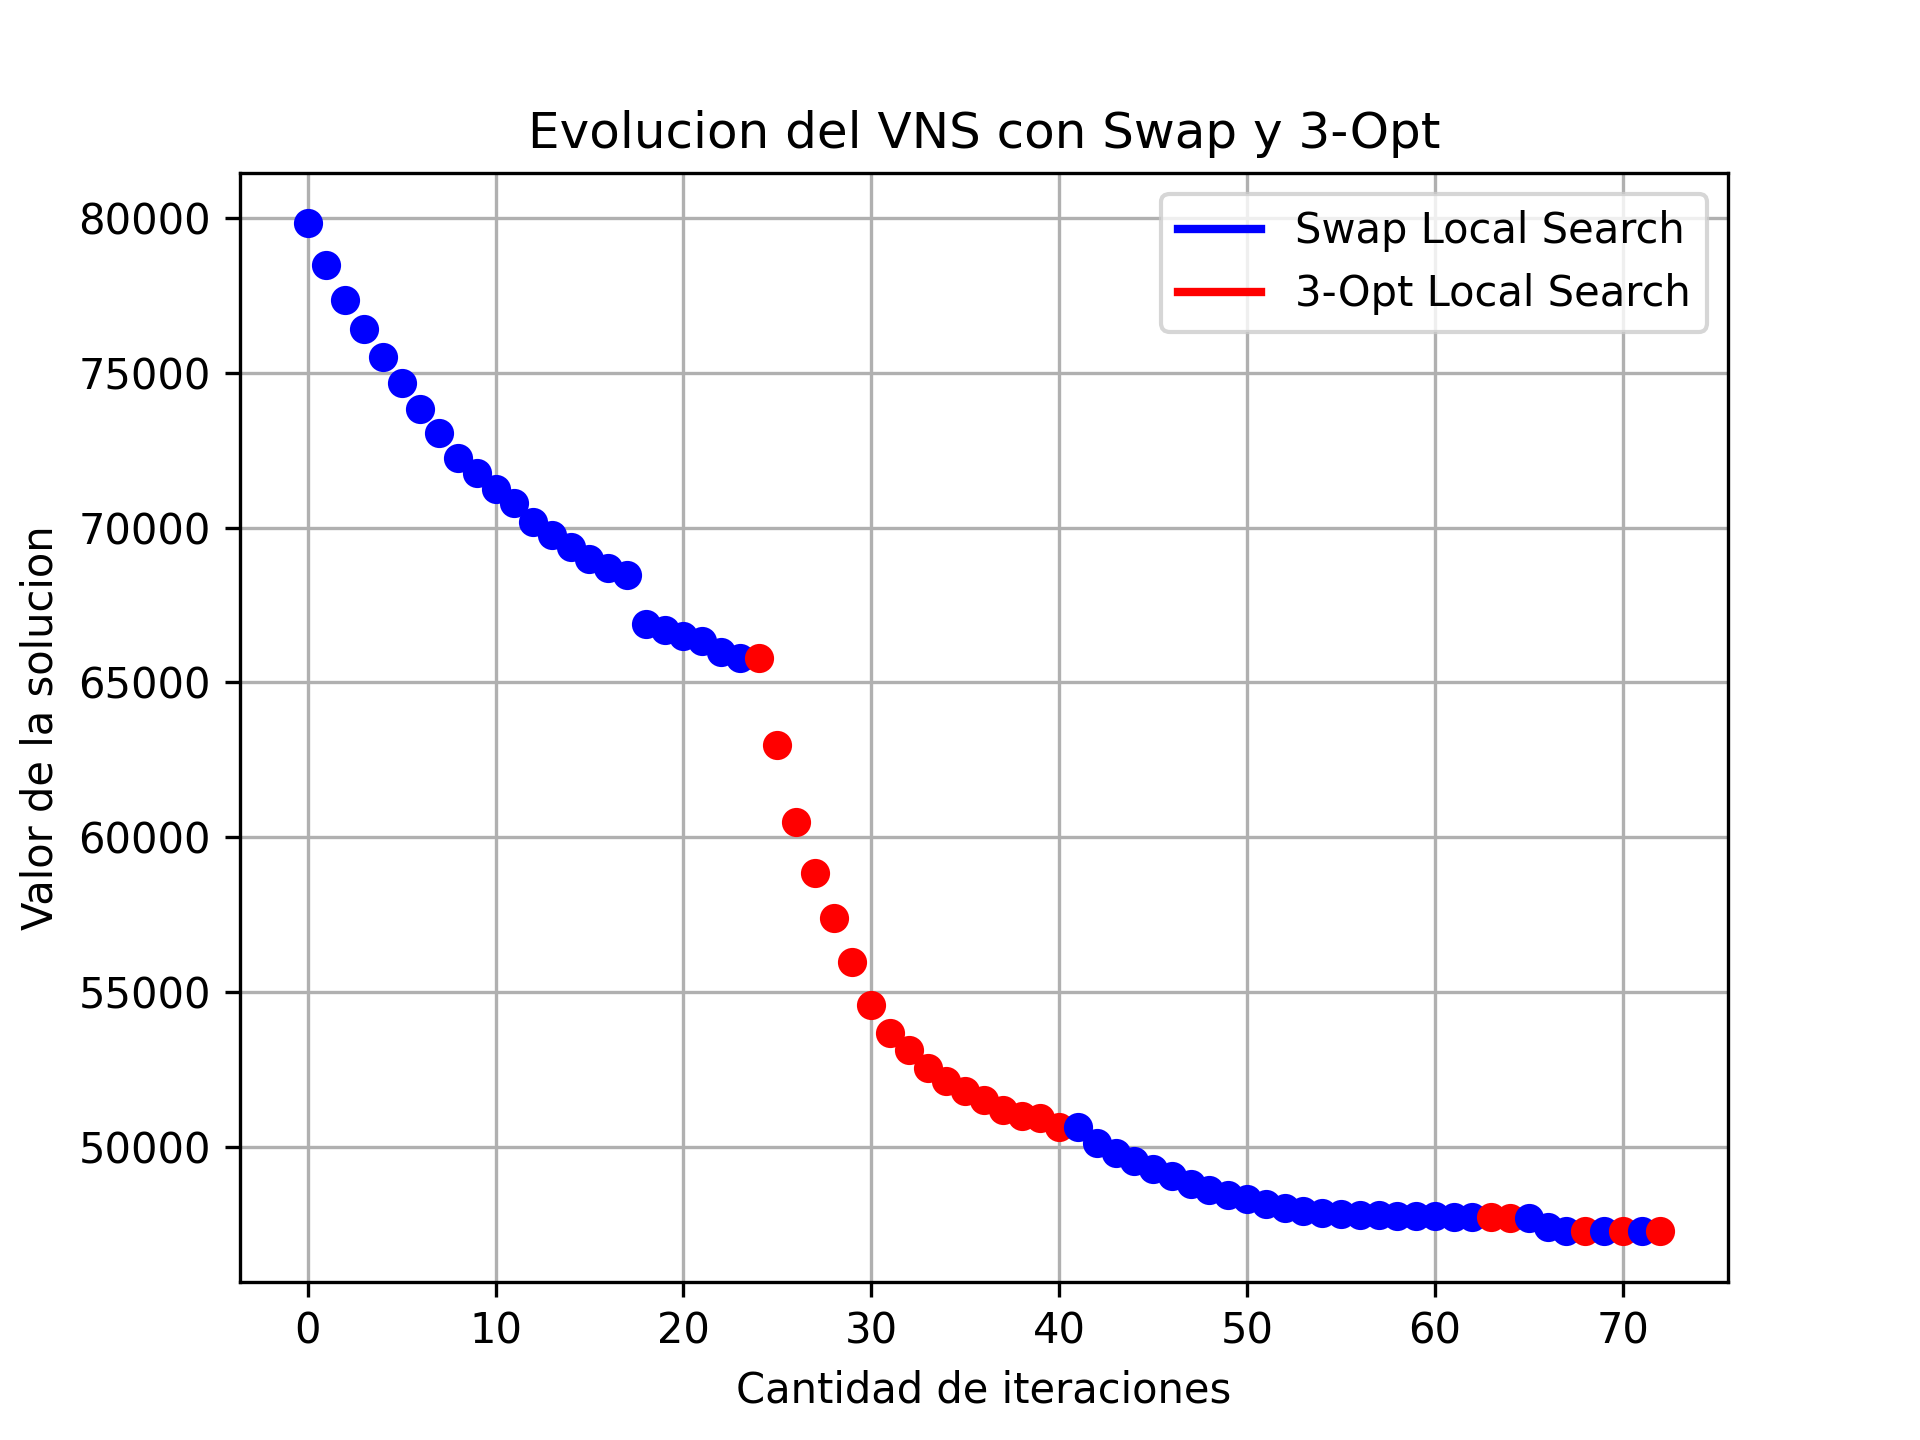 Evolucion del VNS con Swap y 3-Opt
Swap Local Search
3-Opt Local Search
Valor de la solucion
80000
75000
70000
65000
60000
55000
50000
0 10 20 30 40 50 60 70
Cantidad de iteraciones